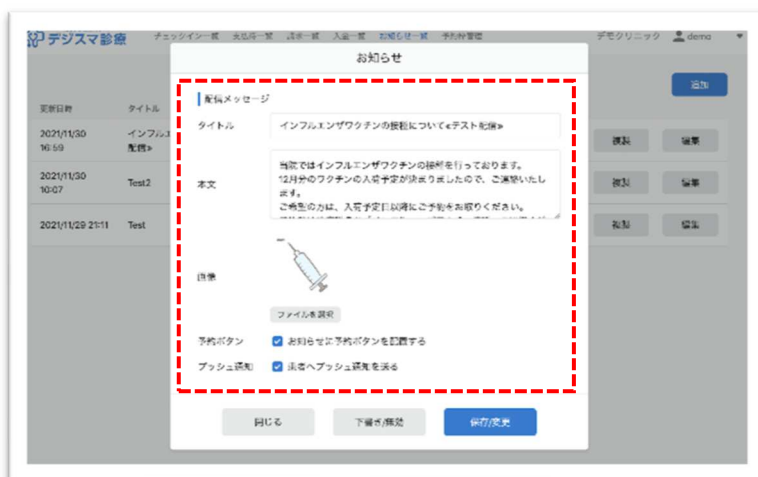 デジスマ診療 チェックイン一覧 支払待一覧 請求一覧 入金一覧 お知らせ一覧 予約枠管理 デモクリニック demo
お知らせ
追加
配信メッセージ
更新日時 タイトル
タイトル インフルエンザワクチンの接種について«テスト配信»
2021/11/30 16:59 インフルエ 配信» 複製 編集
当院ではインフルエンザワクチンの接種を行っております。
12月分のワクチンの入荷予定が決まりましたので、ご連絡いたし
ます。
ご希望の方は、入荷予定日以降にご予約をお取りください。
本文
2021/11/30 10:07 Test2 複製 編集
2021/11/29 21:11 Test 複製 編集
画像
ファイルを選択
予約ボタン お知らせに予約ボタンを配置する
プッシュ通知 患者へプッシュ通知を送る
閉じる 下書き/無効 保存/変更